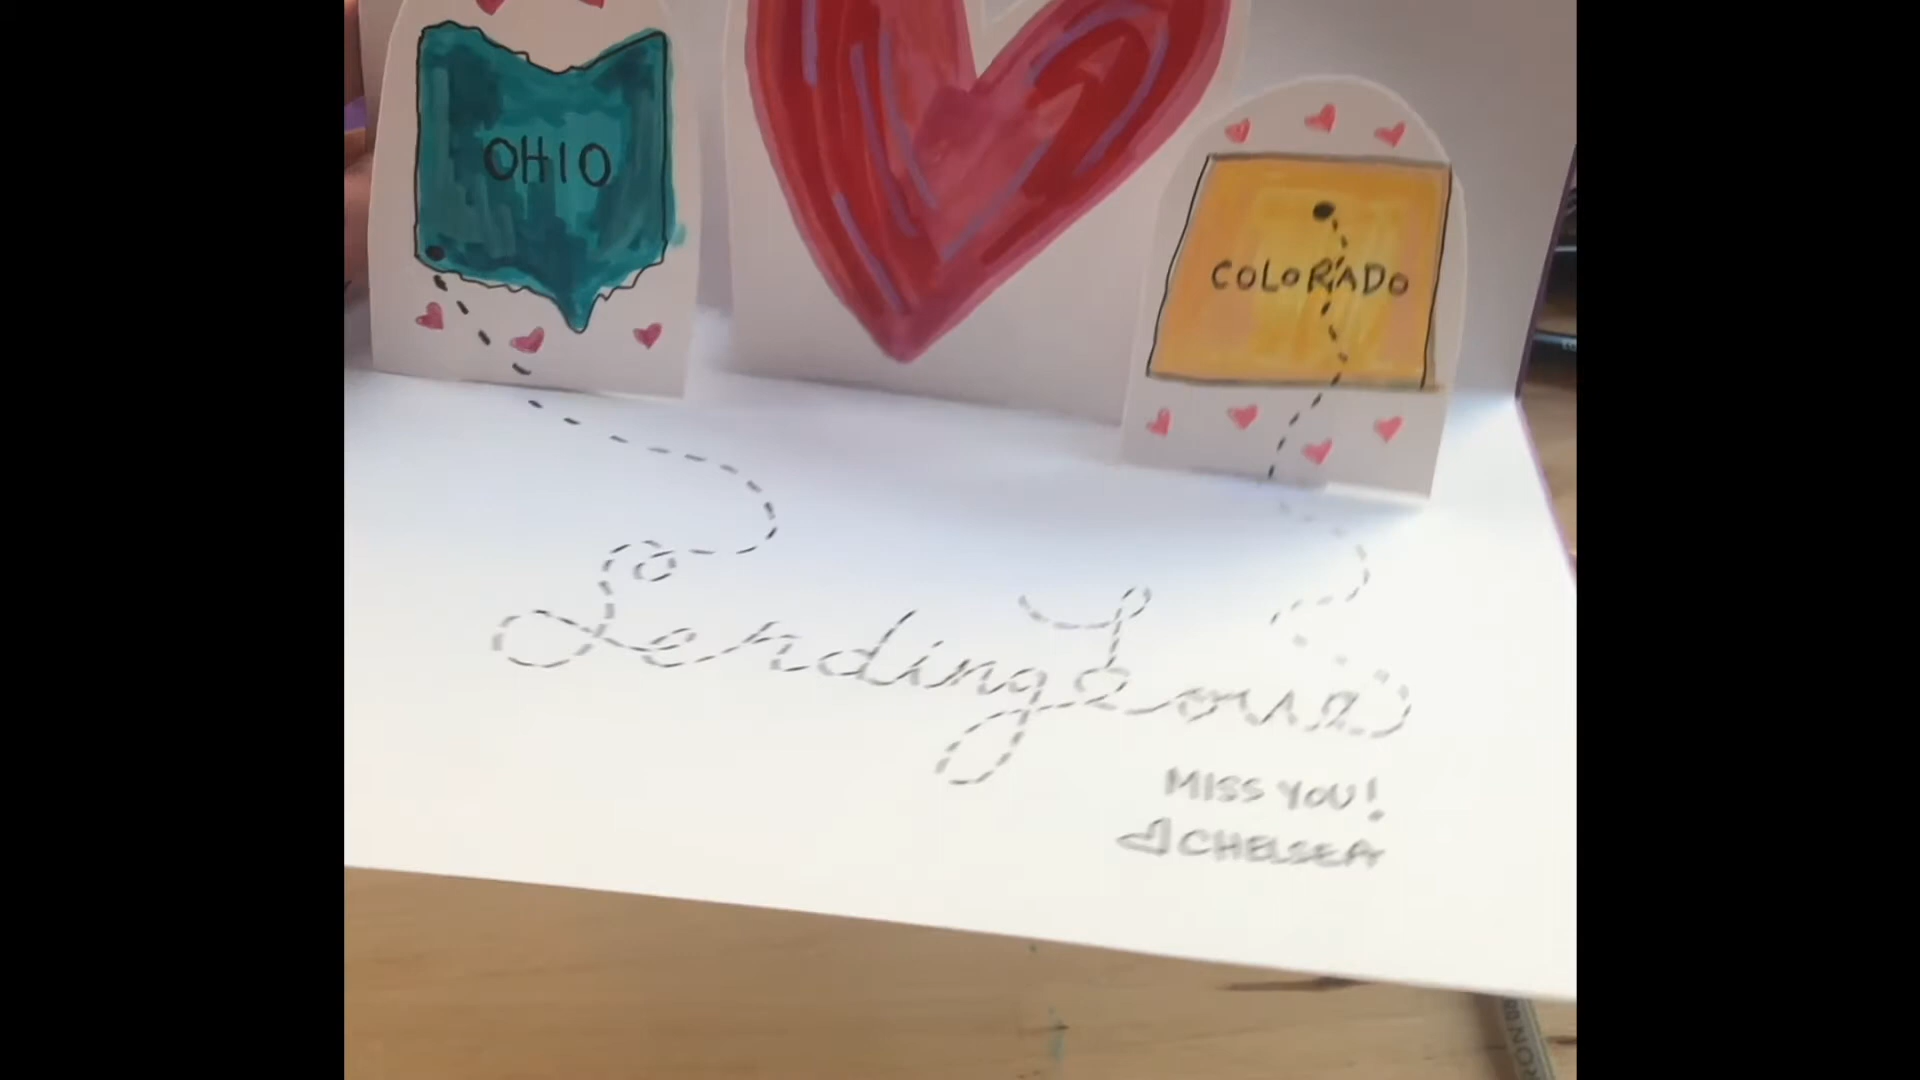 OHIO
COLORADO
Sending Love
MISS YOU!
CHELSEA